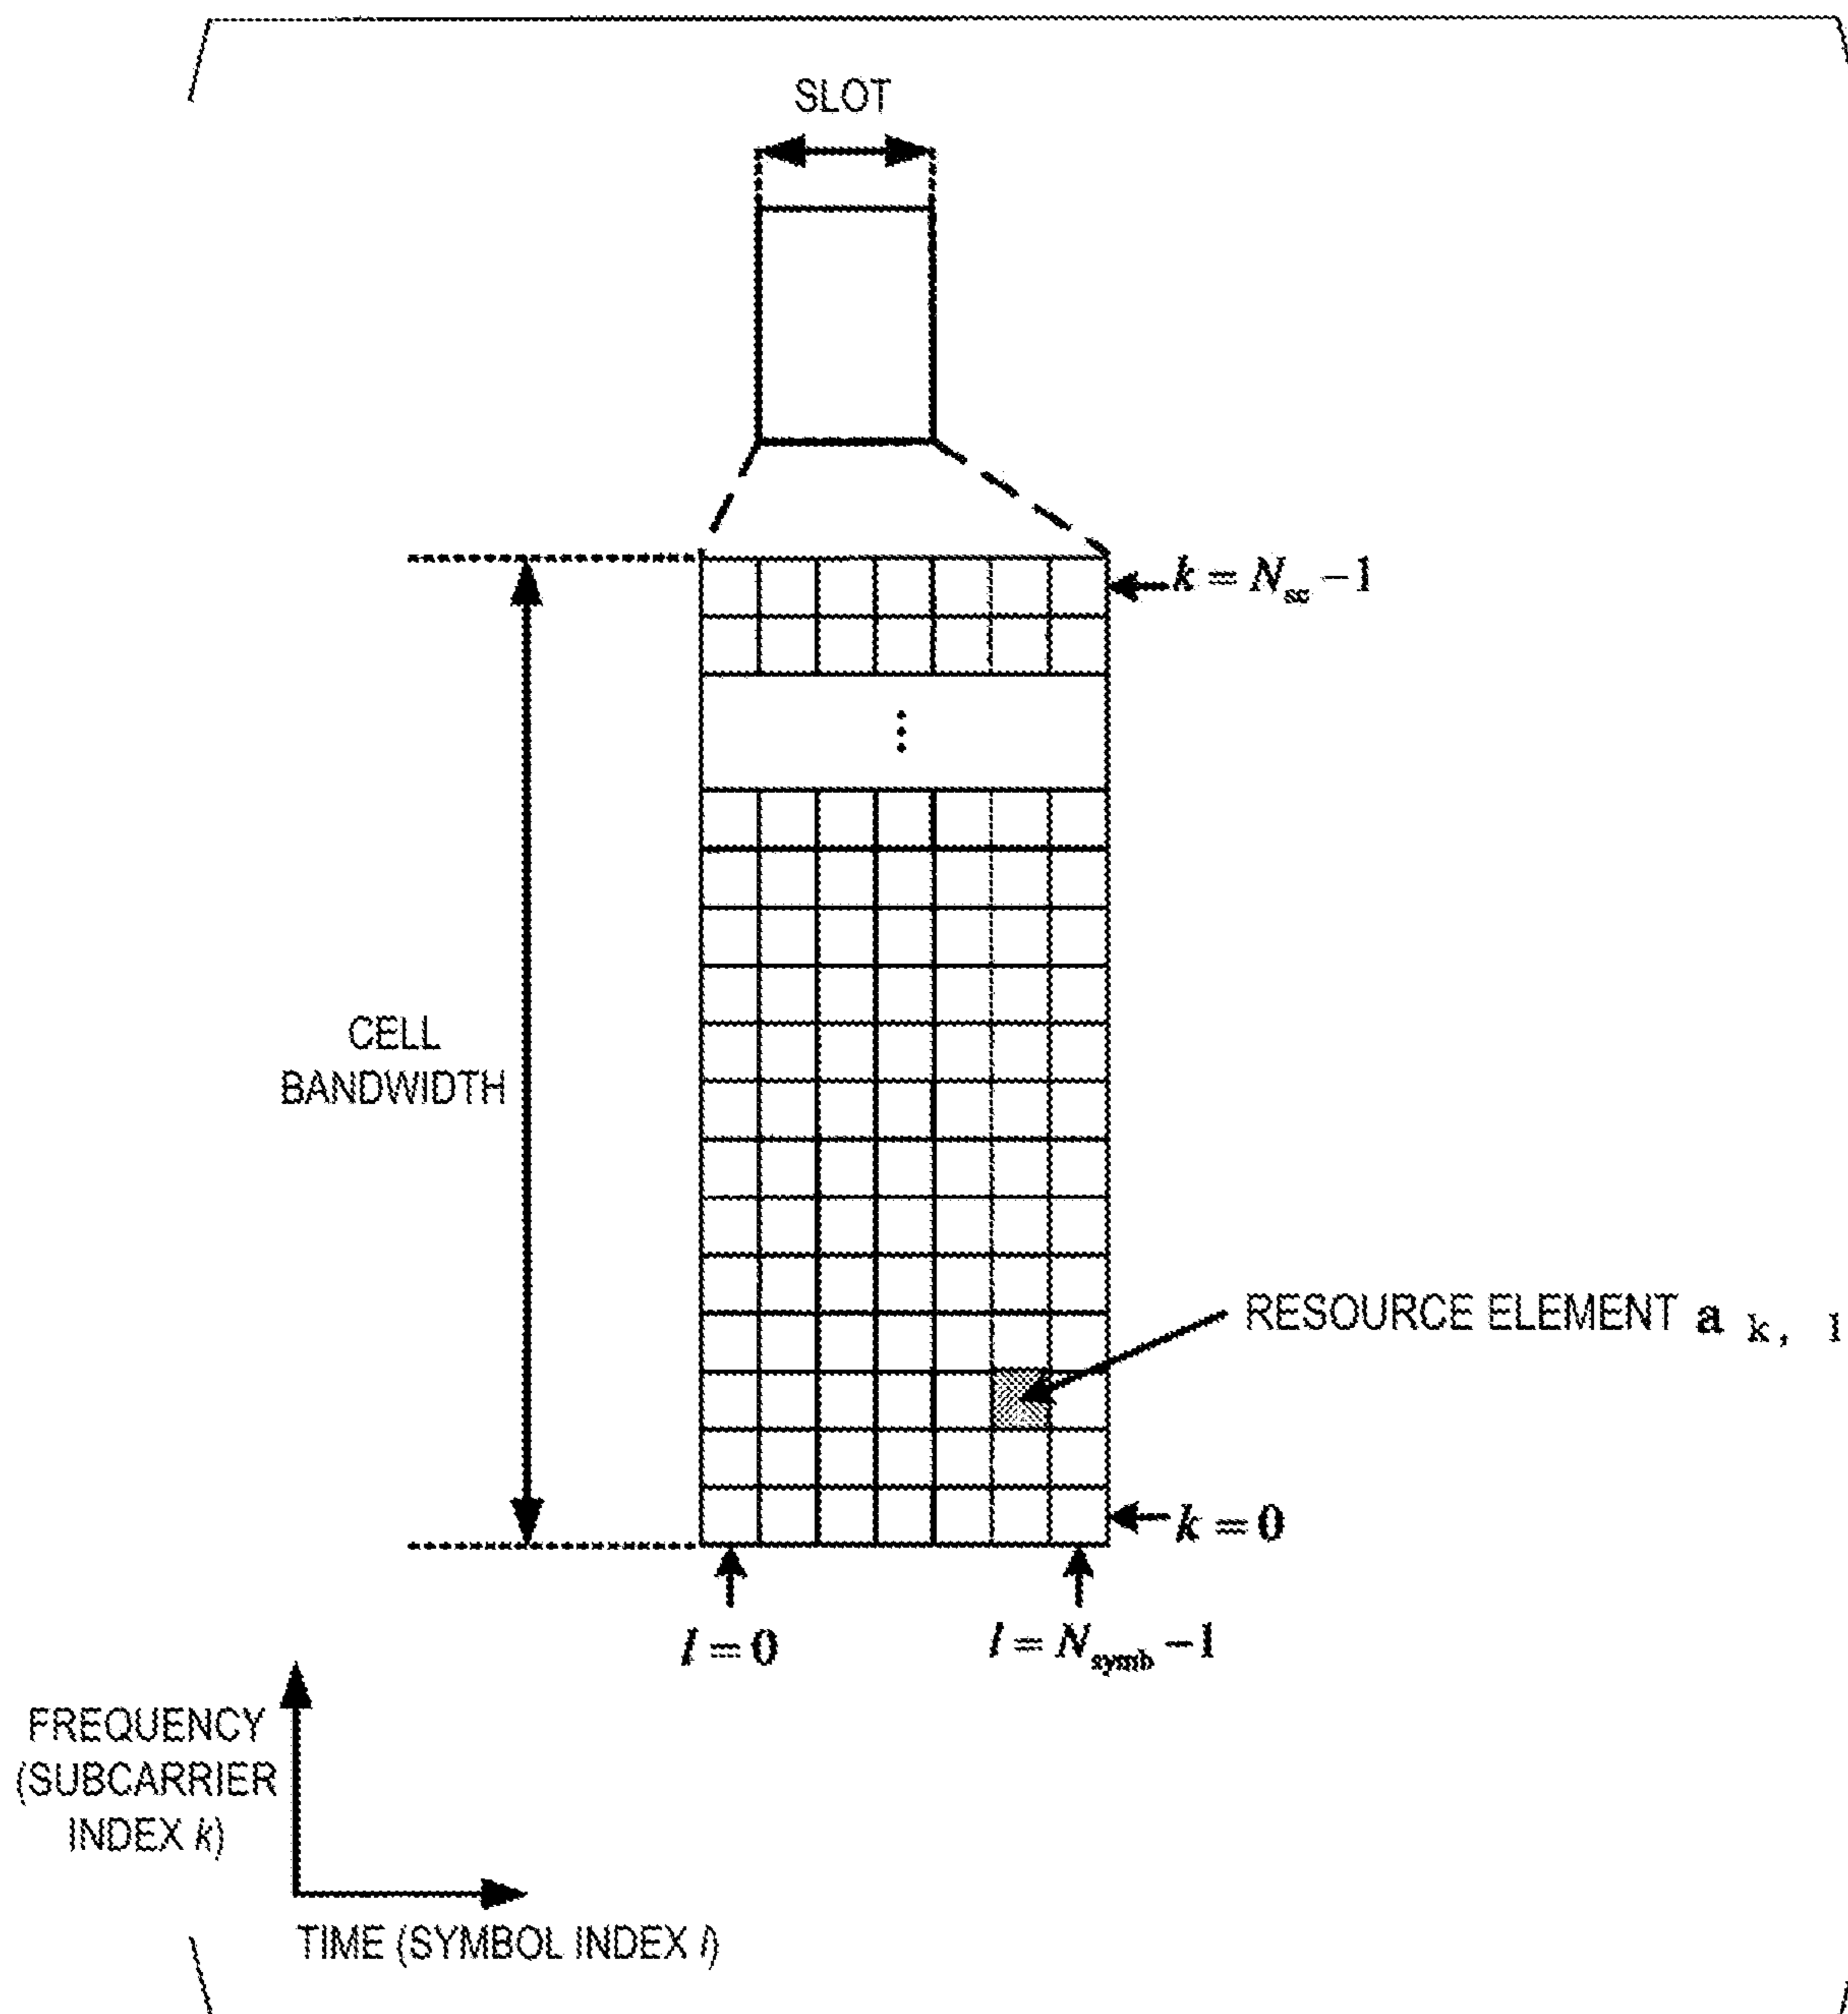 SLOT
k = N_sc − 1
⋮
CELL
BANDWIDTH
RESOURCE ELEMENT a k, l
k = 0
l = 0
l = N_symb − 1
FREQUENCY
(SUBCARRIER
INDEX k)
TIME (SYMBOL INDEX l)